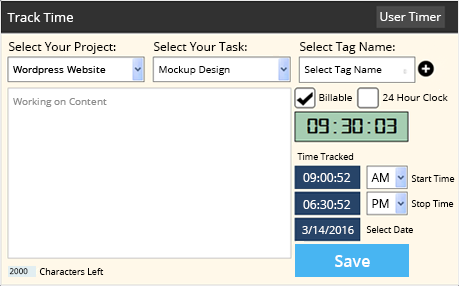 Track Time
User Timer
Select Your Project:
Select Your Task:
Select Tag Name:
Wordpress Website
Mockup Design
Select Tag Name
Working on Content
Billable
24 Hour Clock
09:30:03
Time Tracked
09:00:52
AM
Start Time
06:30:52
PM
Stop Time
3/14/2016
Select Date
Save
2000
Characters Left